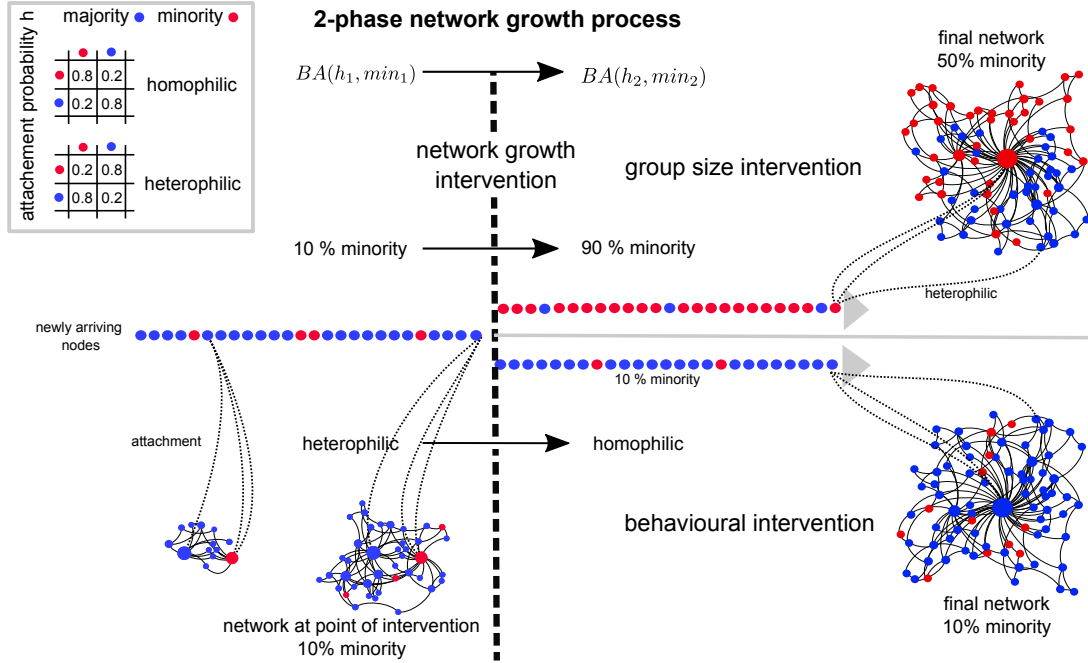 2-phase network growth process
majority
minority
attachement probability h
0.8 0.2
0.2 0.8
homophilic
0.2 0.8
0.8 0.2
heterophilic
BA(h1, min1)
BA(h2, min2)
final network
50% minority
network growth
intervention
group size intervention
10 % minority
90 % minority
heterophilic
newly arriving
nodes
10 % minority
attachment
heterophilic
homophilic
behavioural intervention
network at point of intervention
10% minority
final network
10% minority